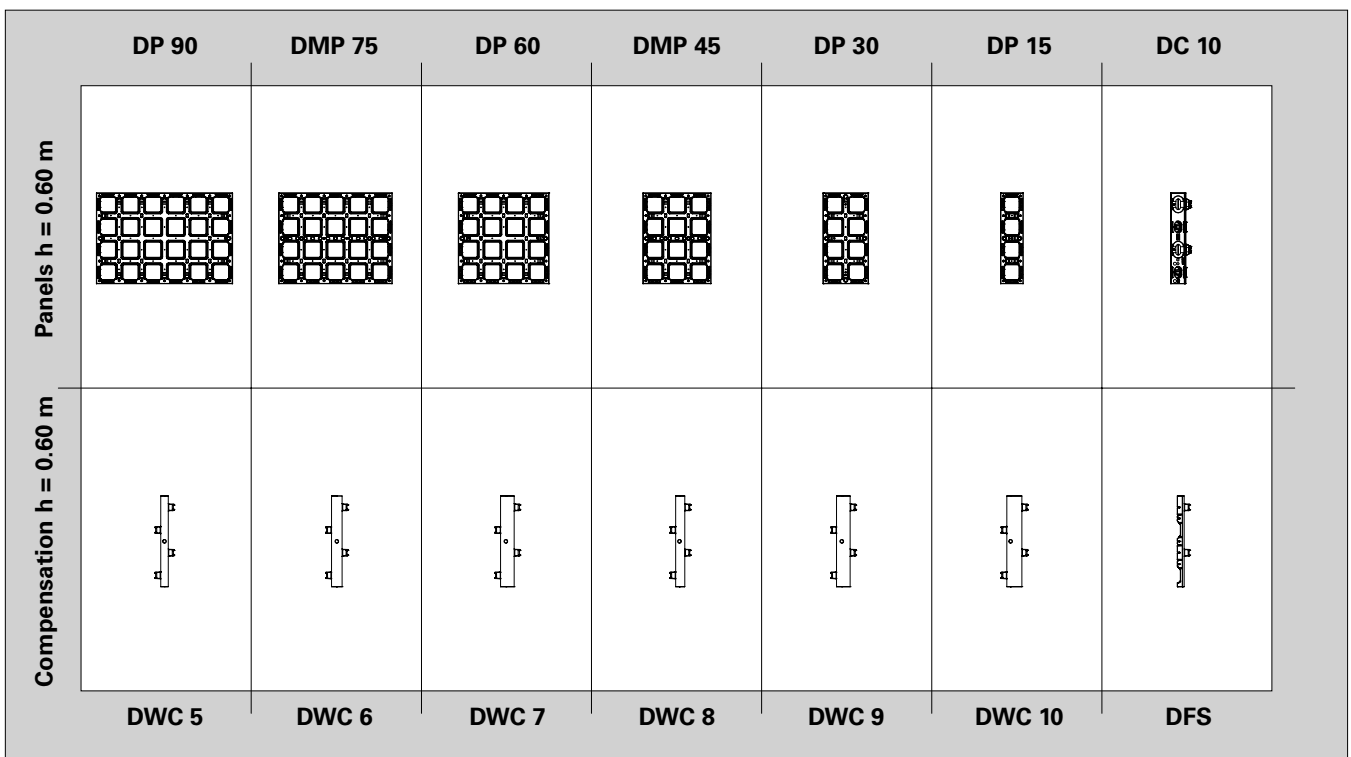 DP 90
DMP 75
DP 60
DMP 45
DP 30
DP 15
DC 10
Panels h = 0.60 m
Compensation h = 0.60 m
DWC 5
DWC 6
DWC 7
DWC 8
DWC 9
DWC 10
DFS